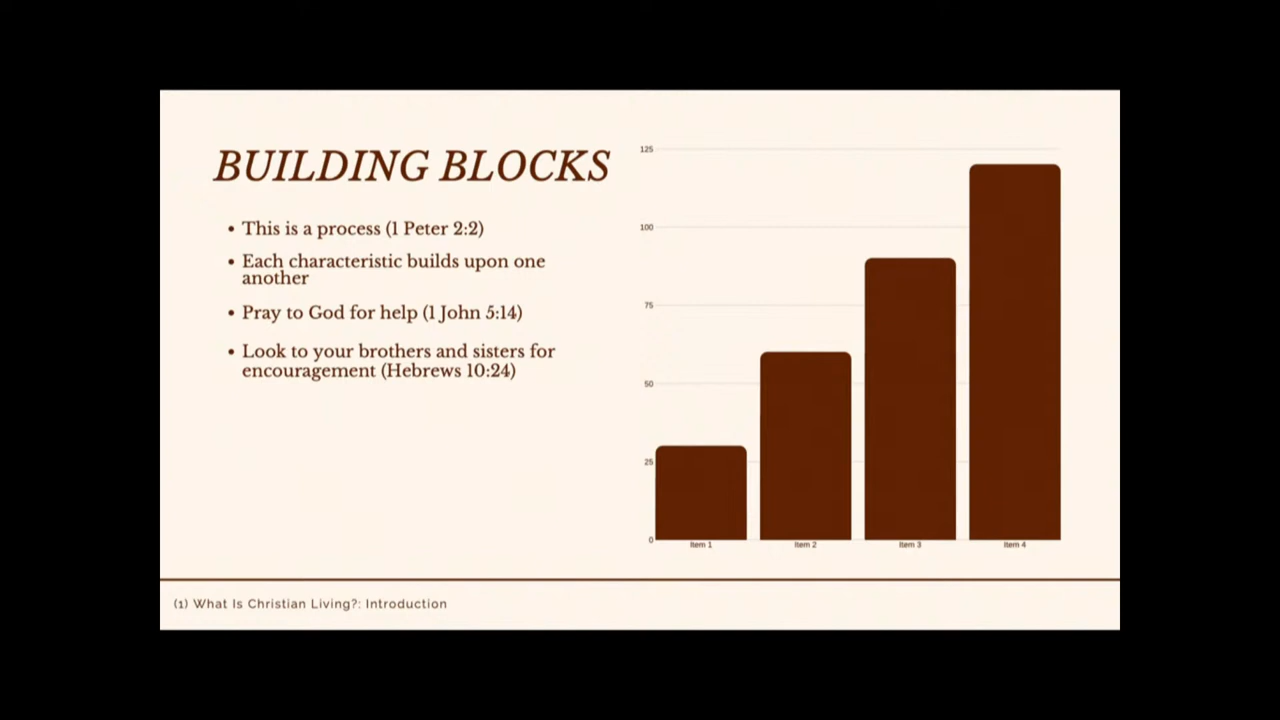 BUILDING BLOCKS
• This is a process (1 Peter 2:2)
• Each characteristic builds upon one
another
• Pray to God for help (1 John 5:14)
• Look to your brothers and sisters for
encouragement (Hebrews 10:24)
125
100
75
50
25
0
Item 1 Item 2 Item 3 Item 4
(1) What Is Christian Living?: Introduction